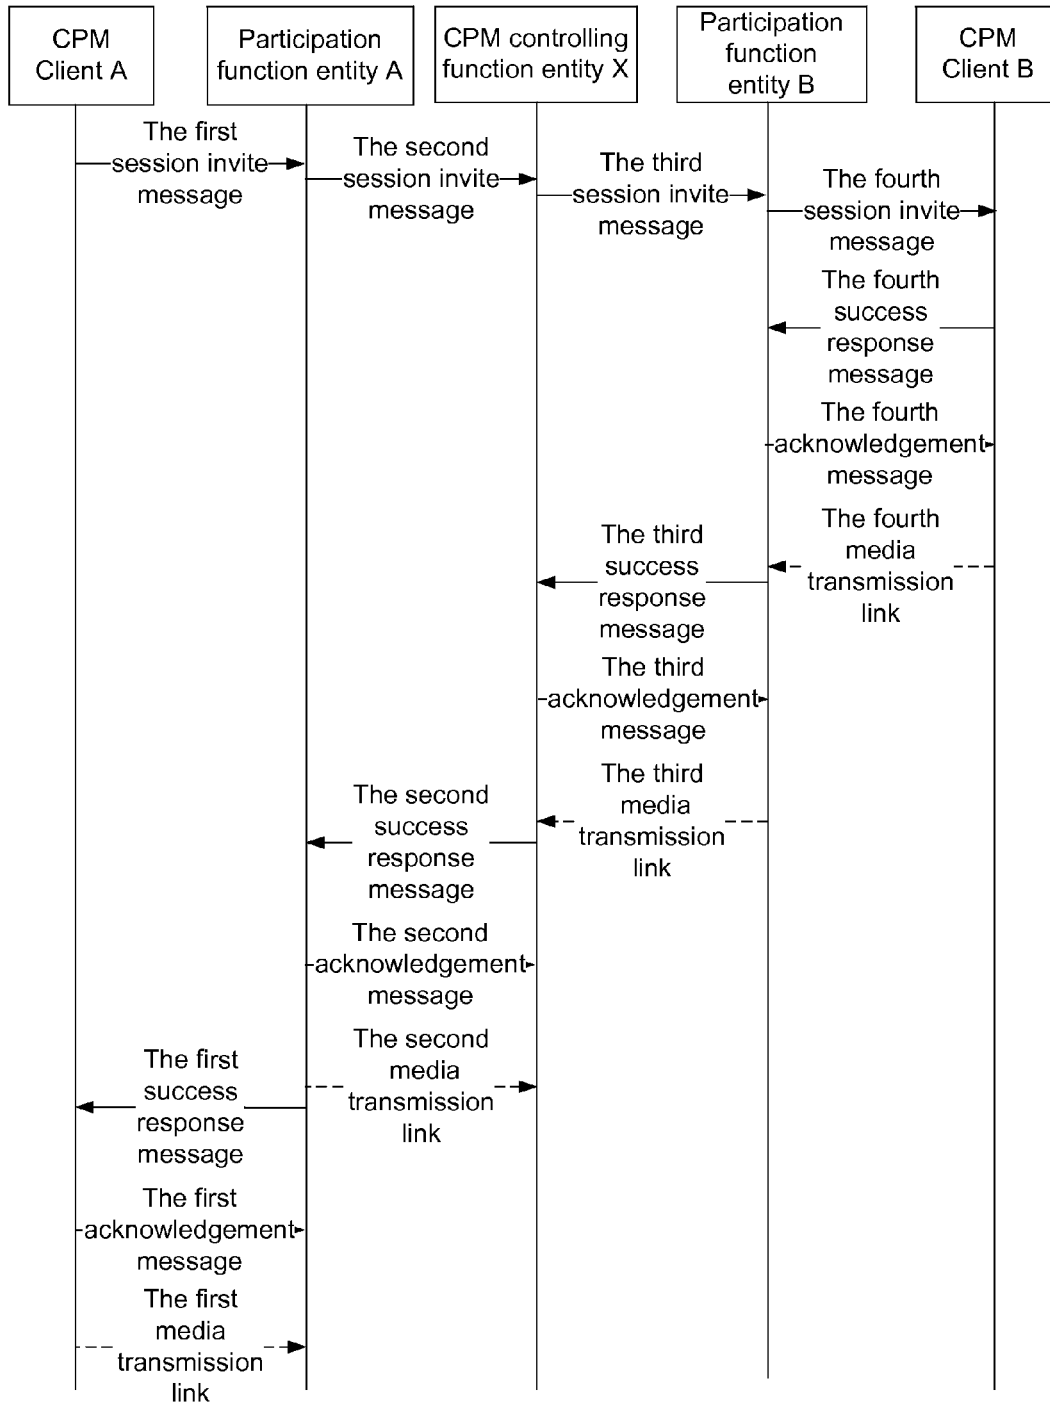 CPM
Client A
Participation
function entity A
CPM controlling
function entity X
Participation
function
entity B
CPM
Client B
The first
session invite
message
The second
session invite
message
The third
session invite
message
The fourth
session invite
message
The fourth
success
response
message
The fourth
acknowledgement
message
The fourth
media
transmission
link
The third
success
response
message
The third
acknowledgement
message
The third
media
transmission
link
The second
success
response
message
The second
acknowledgement
message
The second
media
transmission
link
The first
success
response
message
The first
acknowledgement
message
The first
media
transmission
link